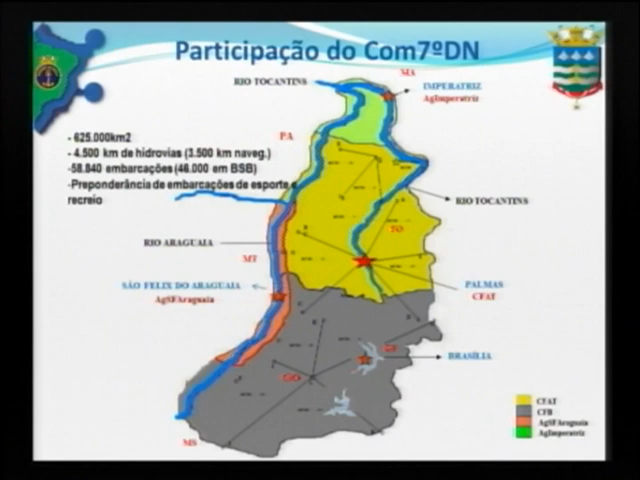 Participação do Com7ºDN
MA
RIO TOCANTINS
IMPERATRIZ
AgImperatriz
- 625.000km2
- 4.500 km de hidrovias (3.500 km naveg.)
-58.840 embarcações (46.000 em BSB)
-Preponderância de embarcações de esporte e
recreio
PA
RIO TOCANTINS
TO
RIO ARAGUAIA
MT
SÃO FELIX DO ARAGUAIA
AgSFAraguaia
PALMAS
CFAT
DF
BRASÍLIA
GO
MS
CFAT
CFB
AgSFAraguaia
AgImperatriz